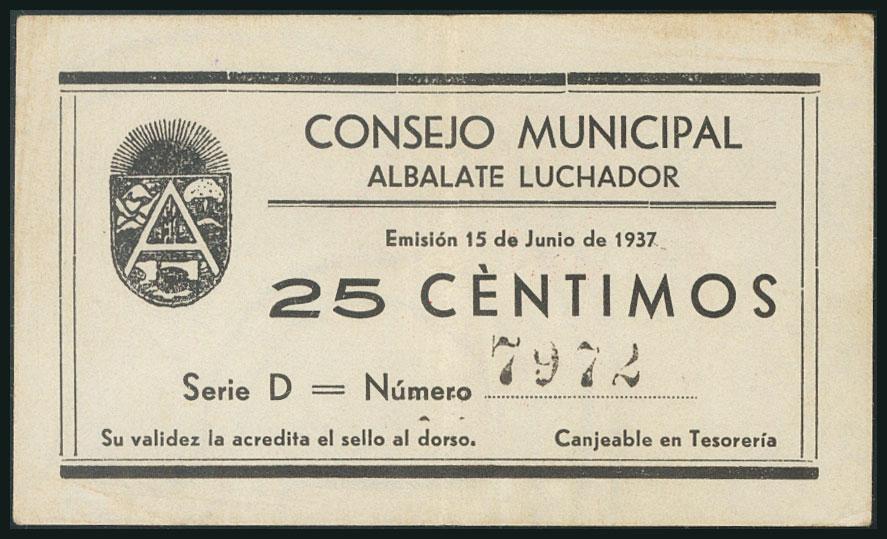 CONSEJO MUNICIPAL
ALBALATE LUCHADOR
Emisión 15 de Junio de 1937
25 CÈNTIMOS
Serie D = Número 7972
Su validez la acredita el sello al dorso. Canjeable en Tesorería
A